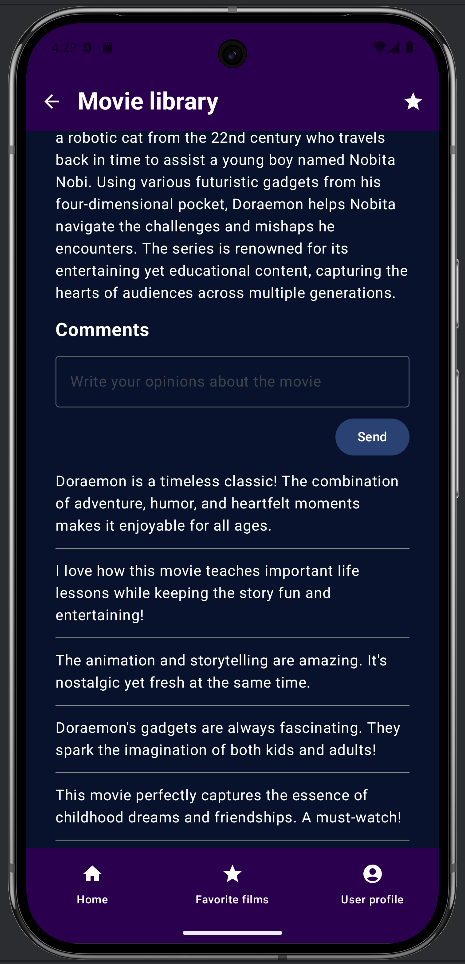 4:22
Movie library
a robotic cat from the 22nd century who travels
back in time to assist a young boy named Nobita
Nobi. Using various futuristic gadgets from his
four-dimensional pocket, Doraemon helps Nobita
navigate the challenges and mishaps he
encounters. The series is renowned for its
entertaining yet educational content, capturing the
hearts of audiences across multiple generations.
Comments
Write your opinions about the movie
Send
Doraemon is a timeless classic! The combination
of adventure, humor, and heartfelt moments
makes it enjoyable for all ages.
I love how this movie teaches important life
lessons while keeping the story fun and
entertaining!
The animation and storytelling are amazing. It's
nostalgic yet fresh at the same time.
Doraemon's gadgets are always fascinating. They
spark the imagination of both kids and adults!
This movie perfectly captures the essence of
childhood dreams and friendships. A must-watch!
Home
Favorite films
User profile